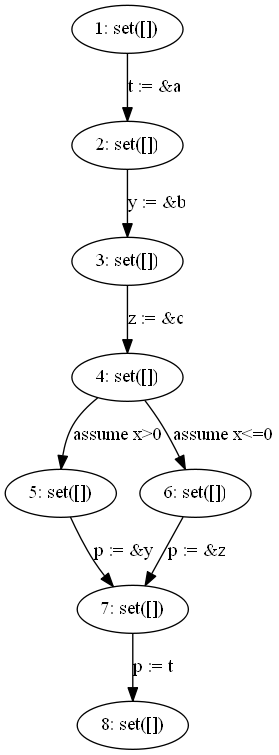 1: set([])
t := &a
2: set([])
y := &b
3: set([])
z := &c
4: set([])
assume x>0 assume x<=0
5: set([]) 6: set([])
p := &y p := &z
7: set([])
p := t
8: set([])